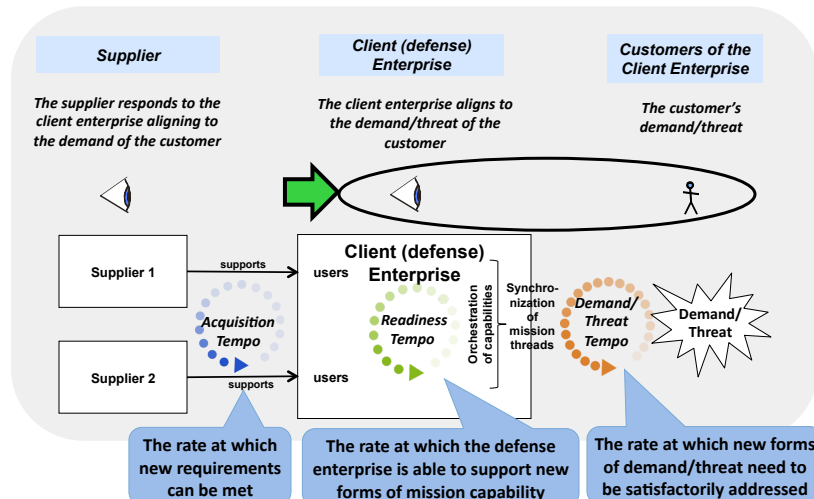 Supplier
Client (defense)
Enterprise
Customers of the
Client Enterprise
The supplier responds to the
client enterprise aligning to
the demand of the customer
The client enterprise aligns to
the demand/threat of the
customer
The customer's
demand/threat
Supplier 1
supports
users
Client (defense)
Enterprise
Acquisition
Tempo
Readiness
Tempo
Orchestration
of capabilities
Synchro-
nization
of
mission
threads
Demand/
Threat
Tempo
Demand/
Threat
Supplier 2
supports
users
The rate at which
new requirements
can be met
The rate at which the defense
enterprise is able to support new
forms of mission capability
The rate at which new forms
of demand/threat need to
be satisfactorily addressed